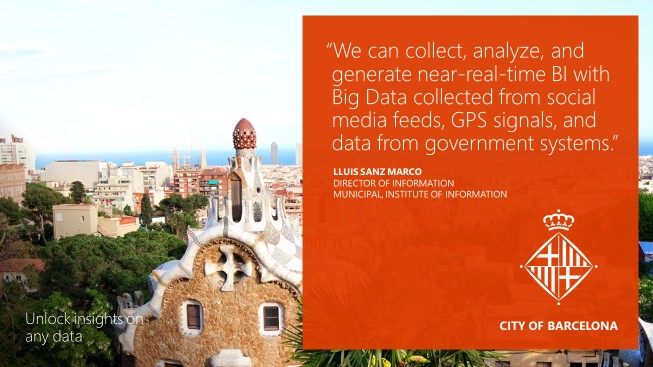 “We can collect, analyze, and
generate near-real-time BI with
Big Data collected from social
media feeds, GPS signals, and
data from government systems.”
LLUIS SANZ MARCO
DIRECTOR OF INFORMATION
MUNICIPAL, INSTITUTE OF INFORMATION
CITY OF BARCELONA
Unlock insights on
any data